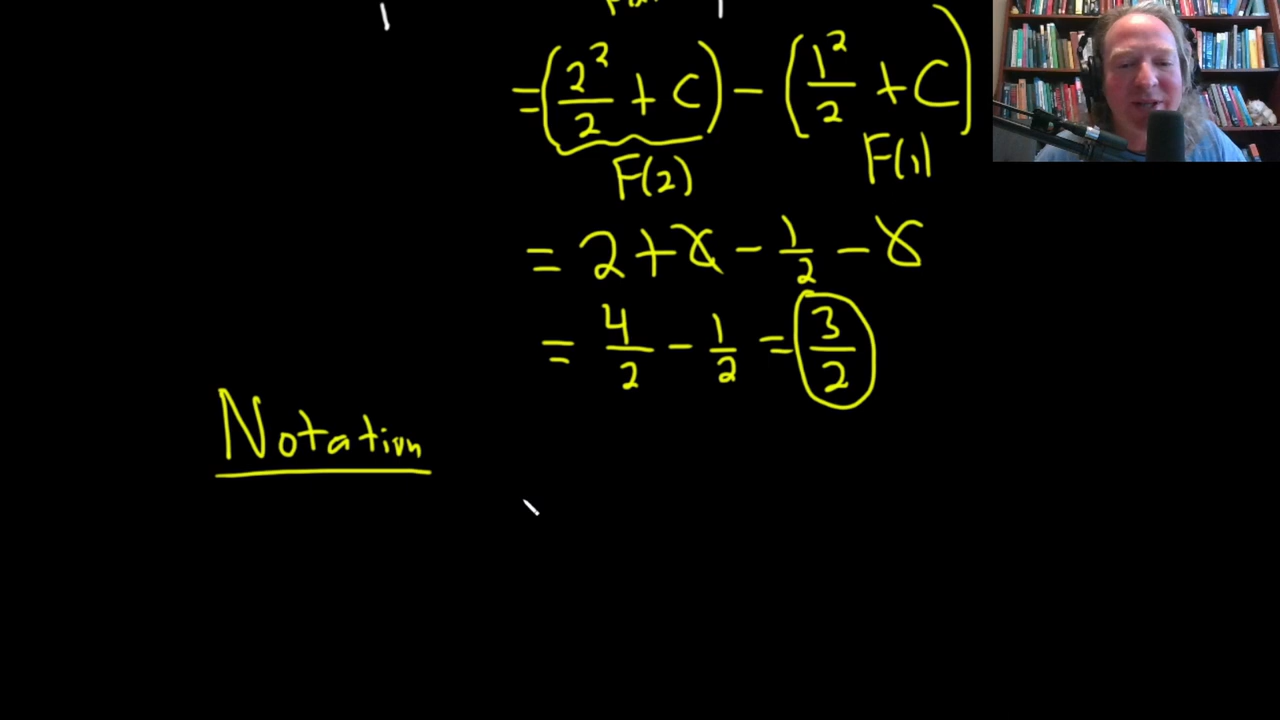 = (2²/2 + C) - (1²/2 + C)
F(2) F(1)
= 2 + C - 1/2 - C
= 4/2 - 1/2 = 3/2
Notation